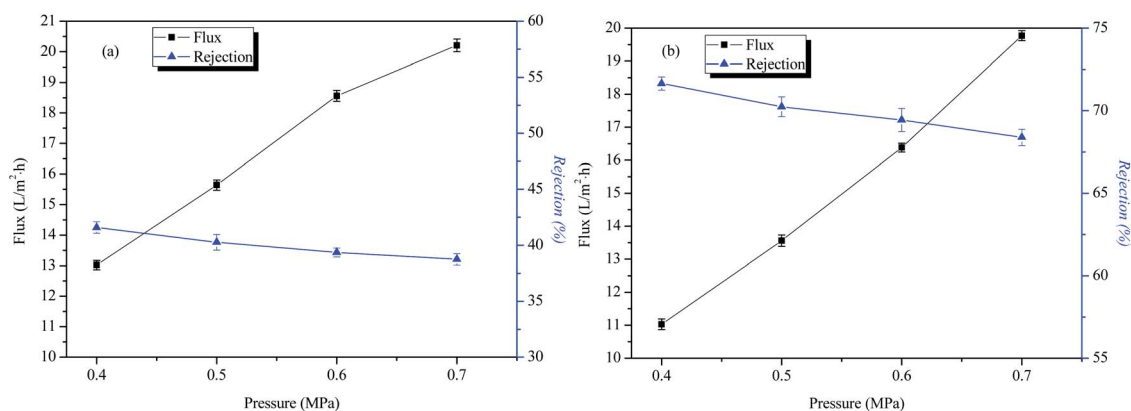 (a)
Flux
Rejection
21
20
19
18
17
16
15
14
13
12
11
10
Flux (L/m²·h)
60
55
50
45
40
35
30
Rejection (%)
0.4 0.5 0.6 0.7
Pressure (MPa)
(b)
Flux
Rejection
20
19
18
17
16
15
14
13
12
11
10
Flux (L/m²·h)
75
70
65
60
55
Rejection (%)
0.4 0.5 0.6 0.7
Pressure (MPa)